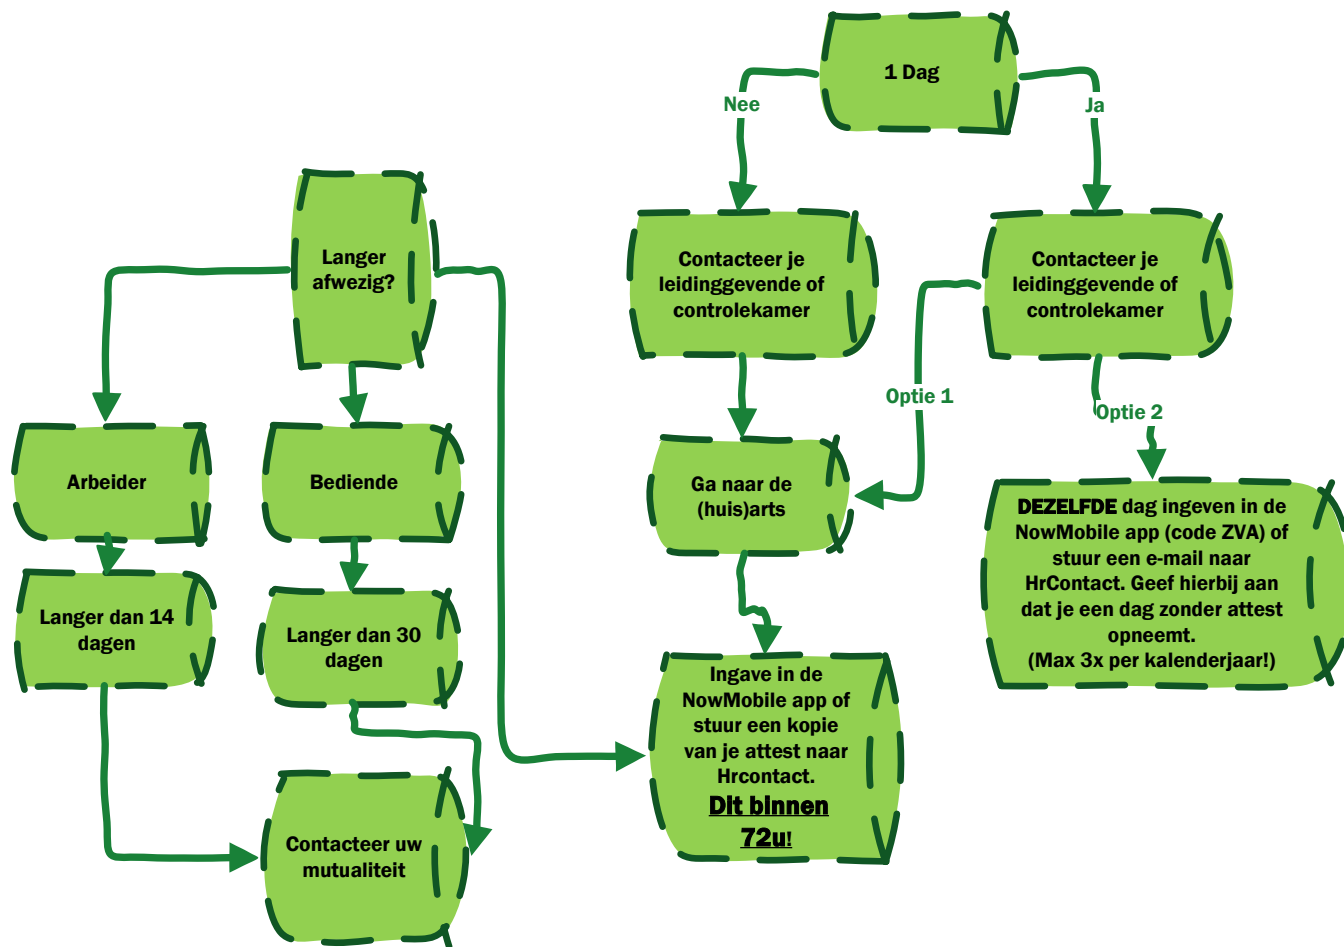 1 Dag
Nee
Ja
Langer
afwezig?
Contacteer je
leidinggevende of
controlekamer
Contacteer je
leidinggevende of
controlekamer
Optie 1
Optie 2
Arbeider
Bediende
Ga naar de
(huis)arts
DEZELFDE dag ingeven in de
NowMobile app (code ZVA) of
stuur een e-mail naar
HrContact. Geef hierbij aan
dat je een dag zonder attest
opneemt.
(Max 3x per kalenderjaar!)
Langer dan 14
dagen
Langer dan 30
dagen
Ingave in de
NowMobile app of
stuur een kopie
van je attest naar
Hrcontact.
Dit binnen
72u!
Contacteer uw
mutualiteit